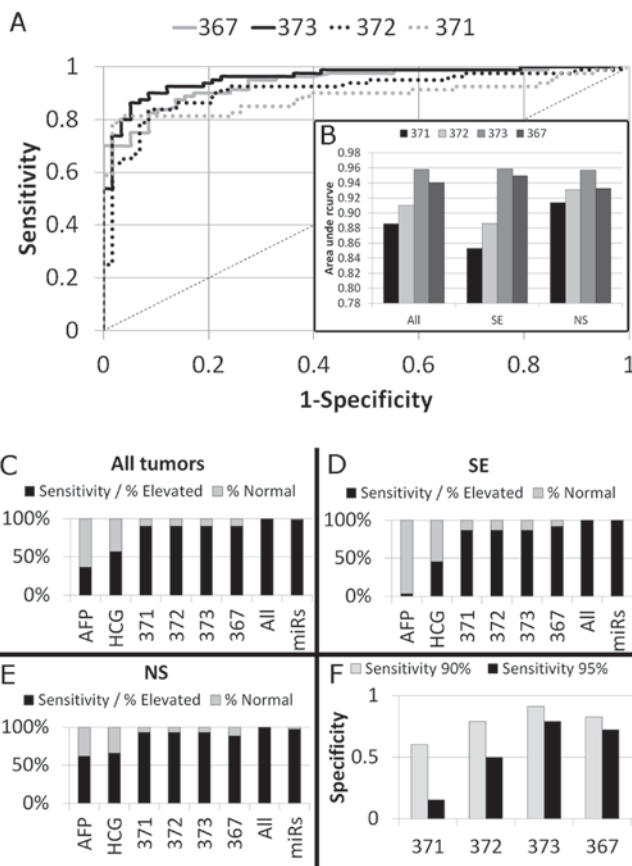 A
367 373 372 371
1
0.8
0.6
0.4
0.2
0
Sensitivity
0 0.2 0.4 0.6 0.8 1
1-Specificity
B
371 372 373 367
0.98
0.96
0.94
0.92
0.90
0.88
0.86
0.84
0.82
0.80
0.78
Area unde rcurve
All SE NS
C
All tumors
Sensitivity / % Elevated % Normal
100%
50%
0%
AFP HCG 371 372 373 367 All miRs
D
SE
Sensitivity / % Elevated % Normal
100%
50%
0%
AFP HCG 371 372 373 367 All miRs
E
NS
Sensitivity / % Elevated % Normal
100%
50%
0%
AFP HCG 371 372 373 367 All miRs
F
Sensitivity 90% Sensitivity 95%
1
0.5
0
Specificity
371 372 373 367